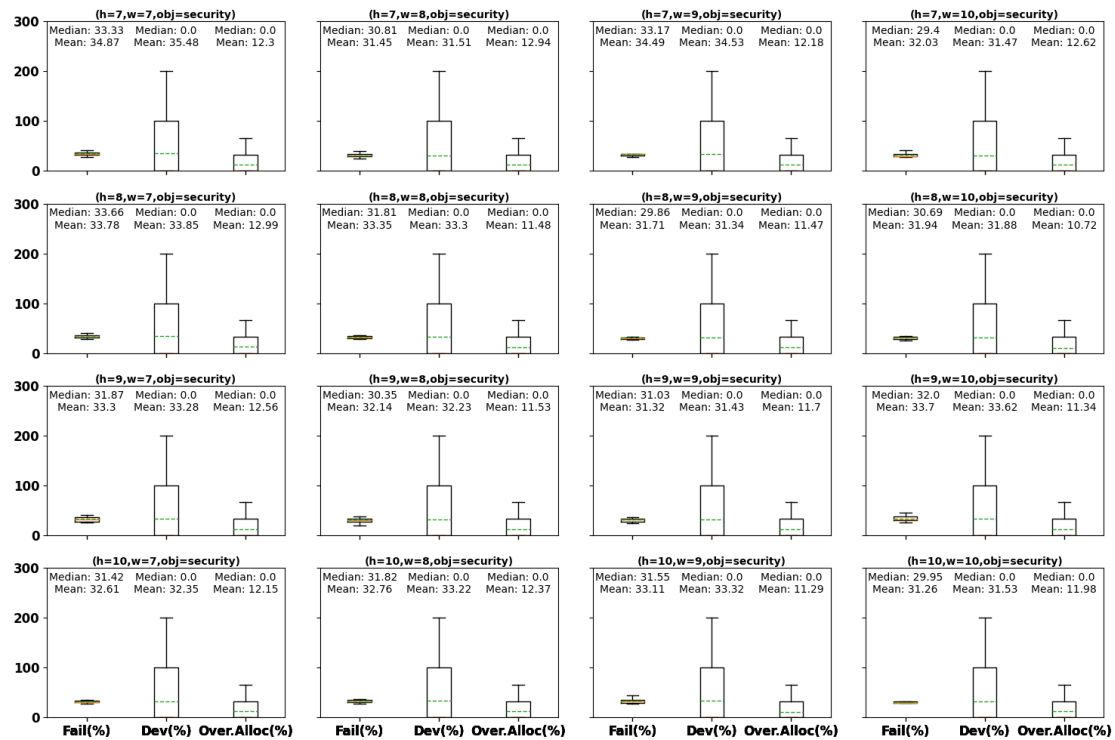 (h=7,w=7,obj=security) (h=7,w=8,obj=security) (h=7,w=9,obj=security) (h=7,w=10,obj=security)
300
Median: 33.33 Median: 0.0 Median: 0.0 Median: 30.81 Median: 0.0 Median: 0.0 Median: 33.17 Median: 0.0 Median: 0.0 Median: 29.4 Median: 0.0 Median: 0.0
Mean: 34.87 Mean: 35.48 Mean: 12.3 Mean: 31.45 Mean: 31.51 Mean: 12.94 Mean: 34.49 Mean: 34.53 Mean: 12.18 Mean: 32.03 Mean: 31.47 Mean: 12.62
200
100
0
(h=8,w=7,obj=security) (h=8,w=8,obj=security) (h=8,w=9,obj=security) (h=8,w=10,obj=security)
300
Median: 33.66 Median: 0.0 Median: 0.0 Median: 31.81 Median: 0.0 Median: 0.0 Median: 29.86 Median: 0.0 Median: 0.0 Median: 30.69 Median: 0.0 Median: 0.0
Mean: 33.78 Mean: 33.85 Mean: 12.99 Mean: 33.35 Mean: 33.3 Mean: 11.48 Mean: 31.71 Mean: 31.34 Mean: 11.47 Mean: 31.94 Mean: 31.88 Mean: 10.72
200
100
0
(h=9,w=7,obj=security) (h=9,w=8,obj=security) (h=9,w=9,obj=security) (h=9,w=10,obj=security)
300
Median: 31.87 Median: 0.0 Median: 0.0 Median: 30.35 Median: 0.0 Median: 0.0 Median: 31.03 Median: 0.0 Median: 0.0 Median: 32.0 Median: 0.0 Median: 0.0
Mean: 33.3 Mean: 33.28 Mean: 12.56 Mean: 32.14 Mean: 32.23 Mean: 11.53 Mean: 31.32 Mean: 31.43 Mean: 11.7 Mean: 33.7 Mean: 33.62 Mean: 11.34
200
100
0
(h=10,w=7,obj=security) (h=10,w=8,obj=security) (h=10,w=9,obj=security) (h=10,w=10,obj=security)
300
Median: 31.42 Median: 0.0 Median: 0.0 Median: 31.82 Median: 0.0 Median: 0.0 Median: 31.55 Median: 0.0 Median: 0.0 Median: 29.95 Median: 0.0 Median: 0.0
Mean: 32.61 Mean: 32.35 Mean: 12.15 Mean: 32.76 Mean: 33.22 Mean: 12.37 Mean: 33.11 Mean: 33.32 Mean: 11.29 Mean: 31.26 Mean: 31.53 Mean: 11.98
200
100
0
Fail(%) Dev(%) Over.Alloc(%) Fail(%) Dev(%) Over.Alloc(%) Fail(%) Dev(%) Over.Alloc(%) Fail(%) Dev(%) Over.Alloc(%)